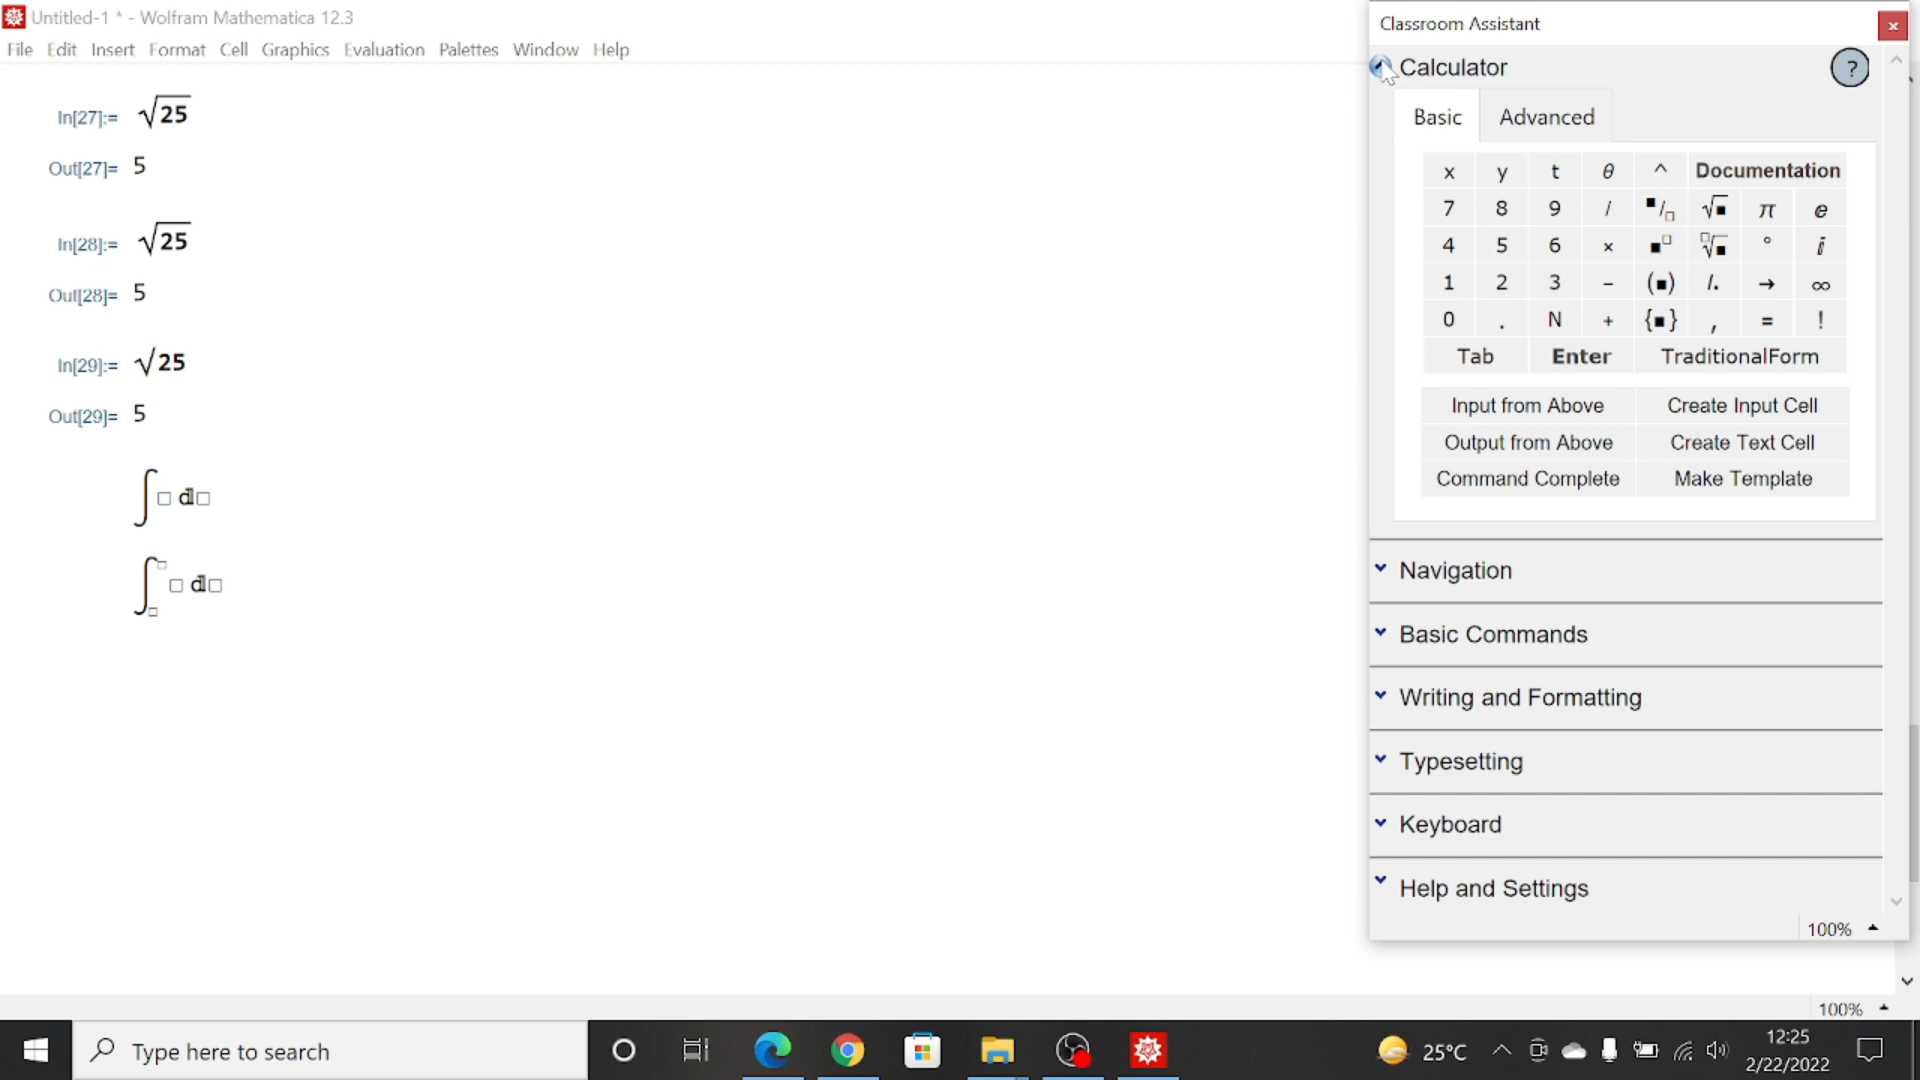 Untitled-1 * - Wolfram Mathematica 12.3
File Edit Insert Format Cell Graphics Evaluation Palettes Window Help
In[27]:= √25
Out[27]= 5
In[28]:= √25
Out[28]= 5
In[29]:= √25
Out[29]= 5
∫□ ⅆ□
∫□□ □ ⅆ□
Classroom Assistant
Calculator ?
Basic Advanced
x y t θ ^ Documentation
7 8 9 / ■/□ √■ π ⅇ
4 5 6 × ■□ □√■ ° ⅈ
1 2 3 − (■) /. → ∞
0 . N + {■} , = !
Tab Enter TraditionalForm
Input from Above Create Input Cell
Output from Above Create Text Cell
Command Complete Make Template
Navigation
Basic Commands
Writing and Formatting
Typesetting
Keyboard
Help and Settings
100%
100%
Type here to search
25°C
12:25
2/22/2022